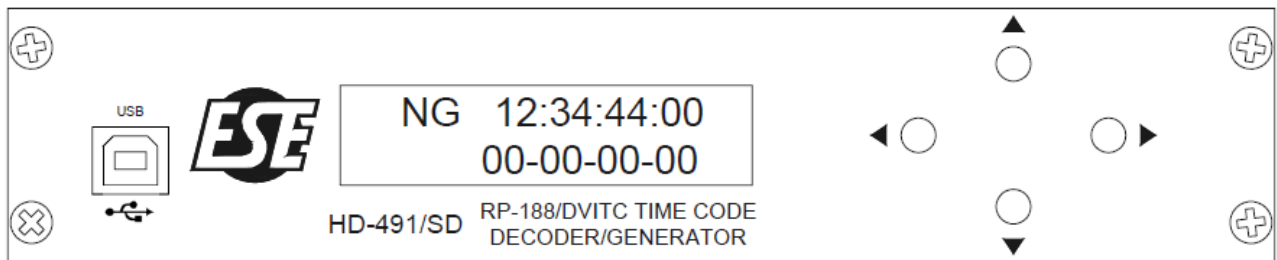 USB
ESE
NG 12:34:44:00
00-00-00-00
HD-491/SD
RP-188/DVITC TIME CODE
DECODER/GENERATOR